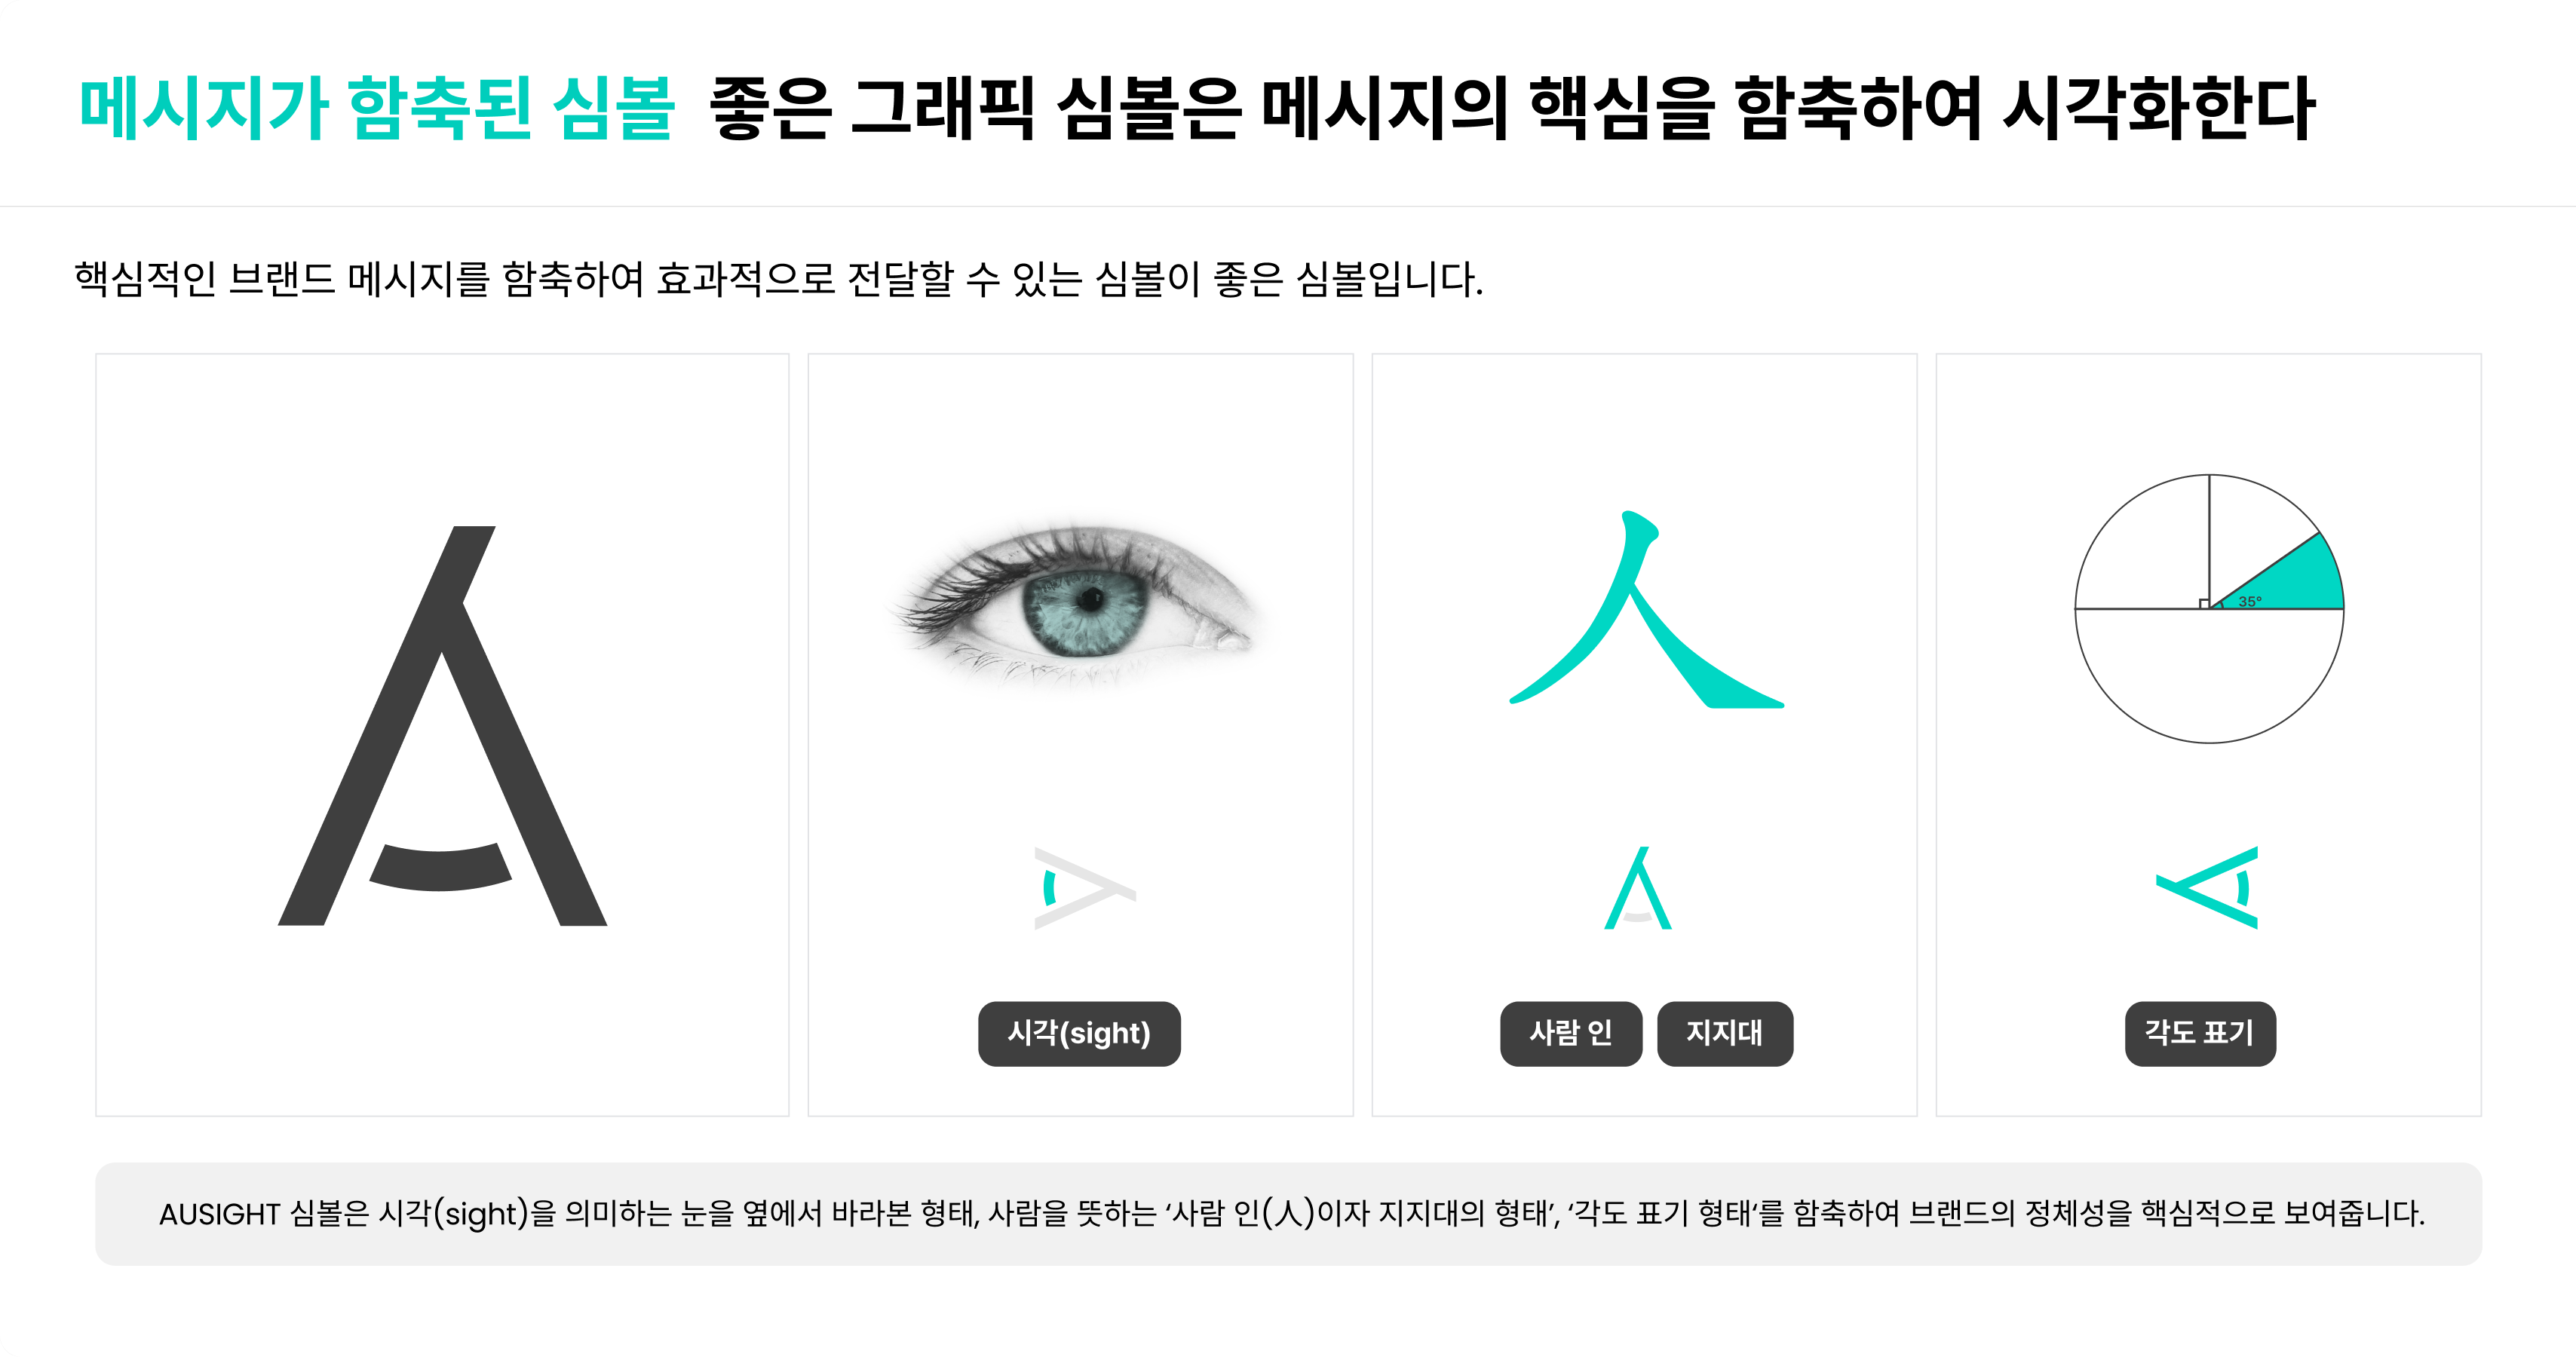 메시지가 함축된 심볼 좋은 그래픽 심볼은 메시지의 핵심을 함축하여 시각화한다
핵심적인 브랜드 메시지를 함축하여 효과적으로 전달할 수 있는 심볼이 좋은 심볼입니다.
人
35°
시각(sight)
사람 인
지지대
각도 표기
AUSIGHT 심볼은 시각(sight)을 의미하는 눈을 옆에서 바라본 형태, 사람을 뜻하는 ‘사람 인(人)이자 지지대의 형태’, ‘각도 표기 형태‘를 함축하여 브랜드의 정체성을 핵심적으로 보여줍니다.